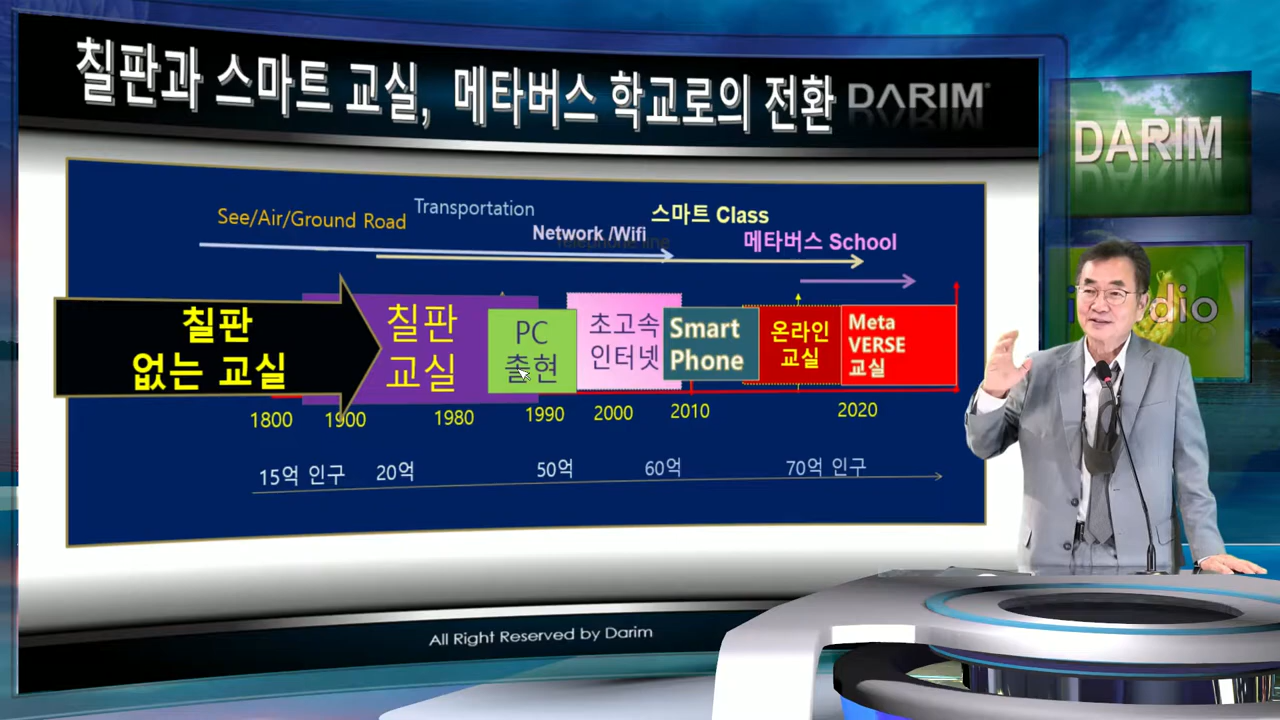 칠판과 스마트 교실, 메타버스 학교로의 전환
DARIM
DARIM
See/Air/Ground Road
Transportation
스마트 Class
Network /Wifi
Telephone line
메타버스 School
칠판
없는 교실
칠판
교실
PC
출현
초고속
인터넷
Smart
Phone
온라인
교실
Meta
VERSE
교실
1800
1900
1980
1990
2000
2010
2020
15억 인구
20억
50억
60억
70억 인구
All Right Reserved by Darim